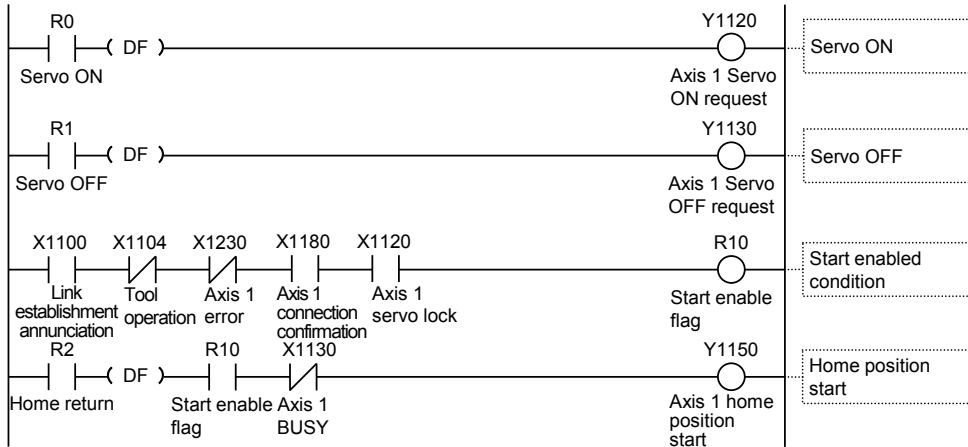 R0 Y1120
( DF ) Servo ON
Servo ON Axis 1 Servo
ON request
R1 Y1130
( DF ) Servo OFF
Servo OFF Axis 1 Servo
OFF request
X1100 X1104 X1230 X1180 X1120 R10
Start enabled
condition
Link
establishment
annunciation
Tool
operation
Axis 1
error
Axis 1
connection
confirmation
Axis 1
servo lock
Start enable
flag
R2 R10 X1130 Y1150
( DF ) Home position
start
Home return
Start enable
flag
Axis 1
BUSY
Axis 1 home
position
start